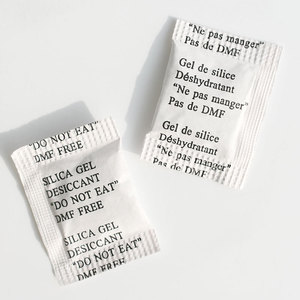 "Ne pas manger"
Pas de DMF
Gel de silice
Déshydratant
"Ne pas manger"
Pas de DMF
Gel de silice
Déshydratant
"Ne pas manger"
Pas de DMF
"DO NOT EAT"
DMF FREE
SILICA GEL
DESICCANT
"DO NOT EAT"
DMF FREE
SILICA GEL
DESICCANT
"DO NOT EAT"
DMF FREE